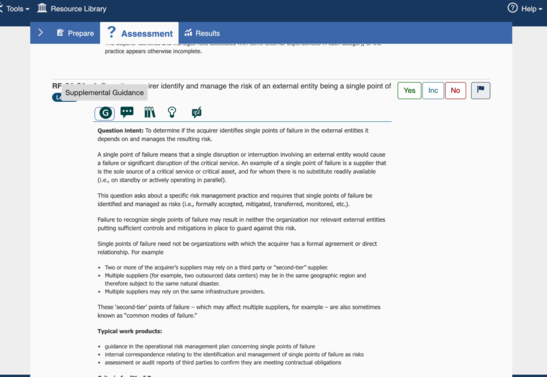 Tools
Resource Library
Help
Prepare
? Assessment
Results
practice appears otherwise incomplete.
Supplemental Guidance
identify and manage the risk of an external entity being a single point of
Yes
Inc
No
G
Question intent: To determine if the acquirer identifies single points of failure in the external entities it
depends on and manages the resulting risk.
A single point of failure means that a single disruption or interruption involving an external entity would cause
a failure or significant disruption of the critical service. An example of a single point of failure is a supplier that
is the sole source of a critical service or critical asset, and for whom there is no substitute readily available
(i.e., on standby or actively operating in parallel).
This question asks about a specific risk management practice and requires that single points of failure be
identified and managed as risks (i.e., formally accepted, mitigated, transferred, monitored, etc.).
Failure to recognize single points of failure may result in neither the organization nor relevant external entities
putting sufficient controls and mitigations in place to guard against this risk.
Single points of failure need not be organizations with which the acquirer has a formal agreement or direct
relationship. For example
• Two or more of the acquirer's suppliers may rely on a third party or "second-tier" supplier.
• Multiple suppliers (for example, two outsourced data centers) may be in the same geographic region and
therefore subject to the same natural disaster.
• Multiple suppliers may rely on the same infrastructure providers.
These 'second-tier' points of failure – which may affect multiple suppliers, for example – are also sometimes
known as "common modes of failure."
Typical work products:
• guidance in the operational risk management plan concerning single points of failure
• internal correspondence relating to the identification and management of single points of failure as risks
• assessment or audit reports of third parties to confirm they are meeting contractual obligations